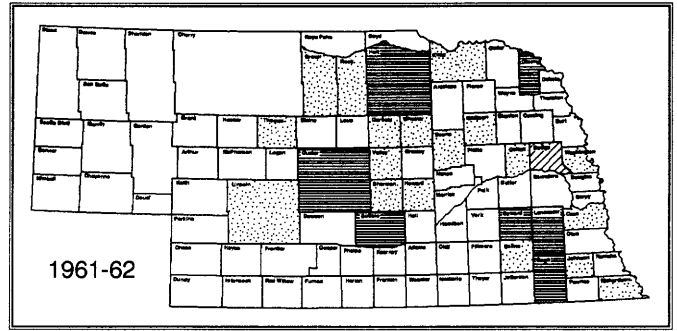 Sioux Dawes Sheridan Cherry Keya Paha Boyd
Brown Rock Holt Cedar
Box Butte Antelope Pierce Wayne Thurston
Scotts Bluff Morrill Garden Grant Hooker Thomas Blaine Loup Garfield Wheeler Madison Stanton Cuming Burt
Banner Arthur McPherson Logan Custer Valley Greeley Boone Platte Colfax Dodge Washington
Kimball Cheyenne Deuel Keith Lincoln Sherman Howard Nance Merrick Polk Butler Saunders Douglas Sarpy
Perkins Dawson Buffalo Hall Hamilton York Seward Lancaster Cass Otoe
Chase Hayes Frontier Gosper Phelps Kearney Adams Clay Fillmore Saline Gage Johnson Nemaha
Dundy Hitchcock Red Willow Furnas Harlan Franklin Webster Nuckolls Thayer Jefferson Pawnee Richardson
1961-62